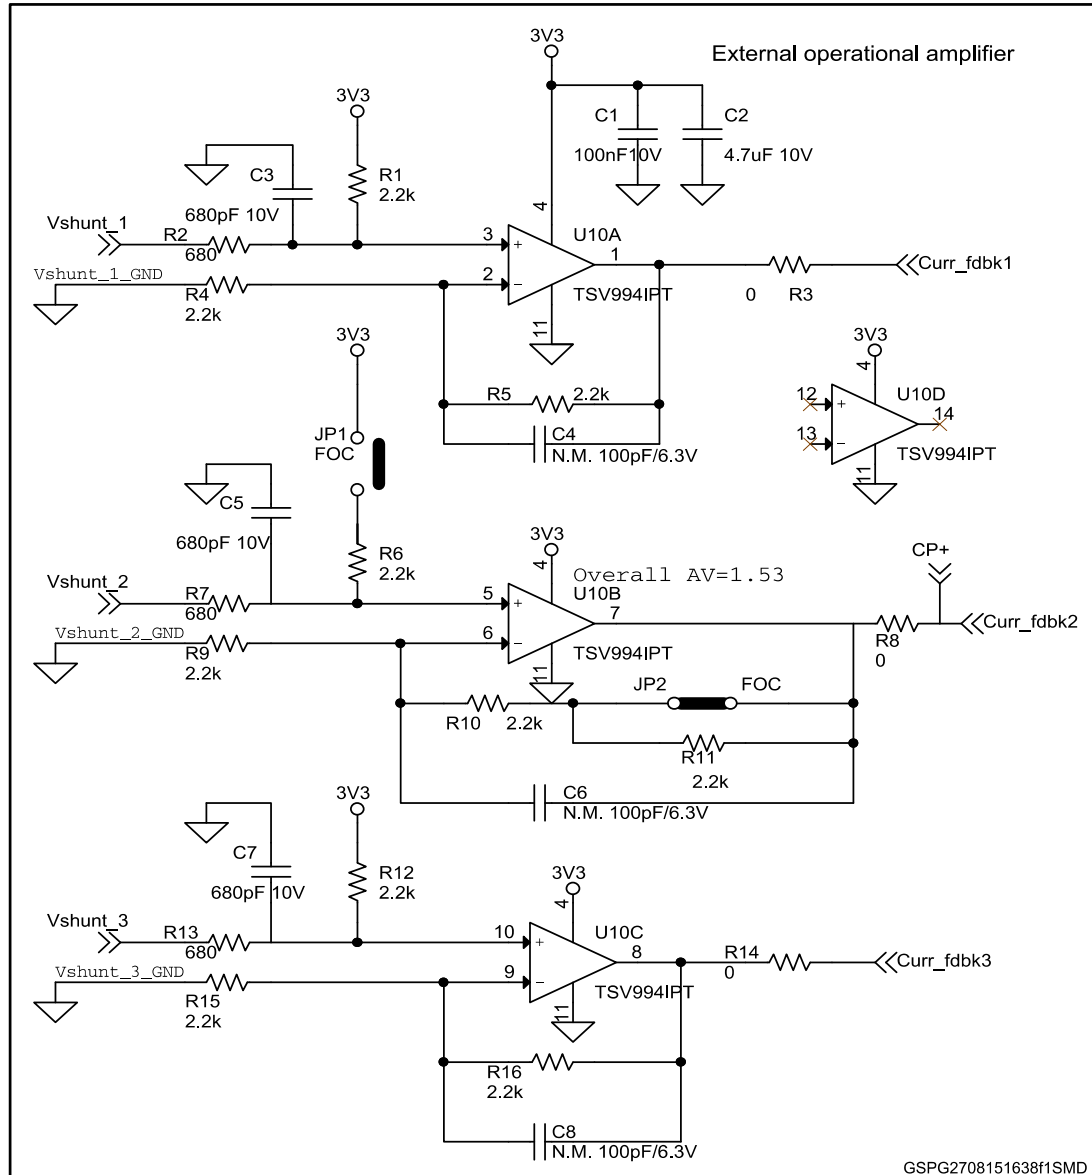 External operational amplifier
3V3
3V3
C1
100nF10V
C2
4.7uF 10V
C3
680pF 10V
R1
2.2k
4
Vshunt_1
R2
680
3
+
U10A
1
Vshunt_1_GND
2
−
TSV994IPT
R4
2.2k
11
0
R3
Curr_fdbk1
3V3
R5
2.2k
C4
N.M. 100pF/6.3V
3V3
4
12
+
U10D
14
13
−
TSV994IPT
11
JP1
FOC
C5
680pF 10V
R6
2.2k
3V3
4
Overall AV=1.53
U10B
CP+
Vshunt_2
R7
680
5
+
7
Vshunt_2_GND
6
−
TSV994IPT
R9
2.2k
11
R8
0
Curr_fdbk2
JP2
FOC
R10
2.2k
R11
2.2k
C6
N.M. 100pF/6.3V
3V3
C7
680pF 10V
R12
2.2k
3V3
4
Vshunt_3
R13
680
10
+
U10C
8
Vshunt_3_GND
9
−
TSV994IPT
R15
2.2k
11
R14
0
Curr_fdbk3
R16
2.2k
C8
N.M. 100pF/6.3V
GSPG2708151638f1SMD